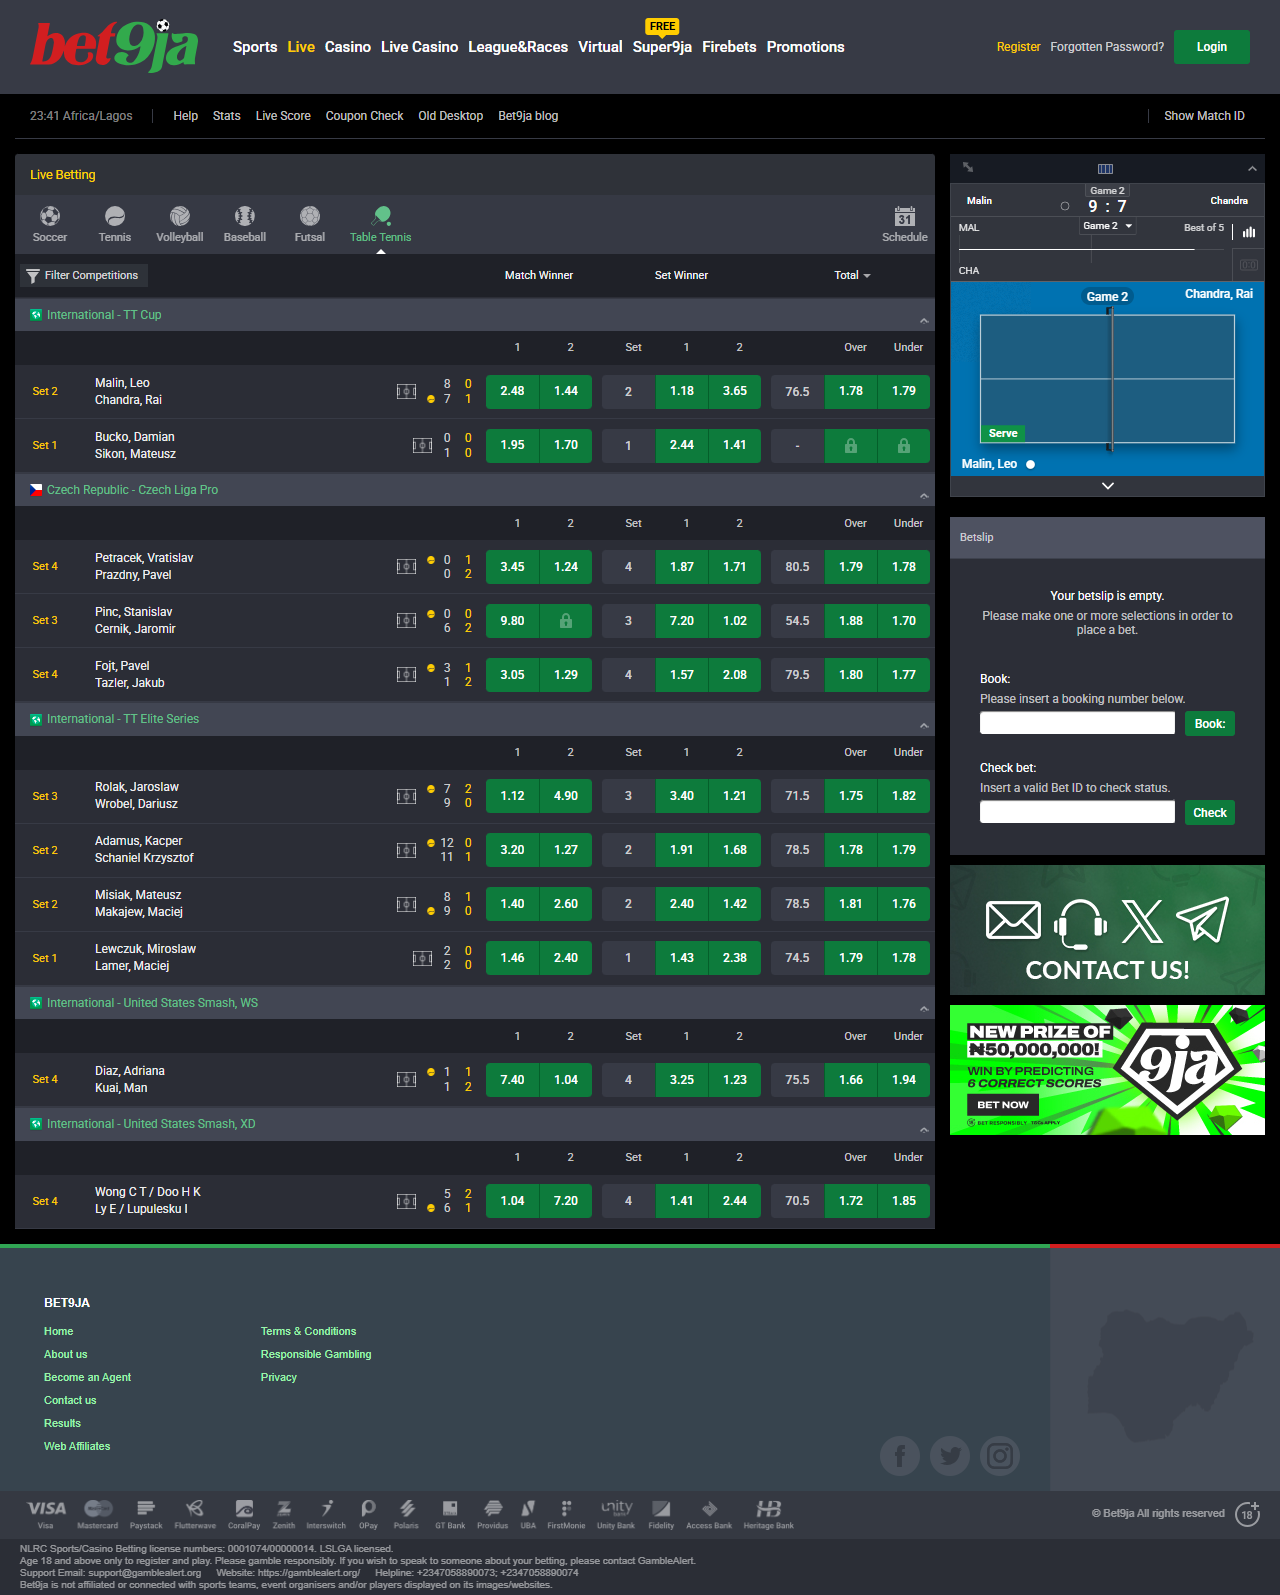 bet9ja
Sports Live Casino Live Casino League&Races Virtual Super9ja Firebets Promotions
FREE
Register Forgotten Password? Login
23:41 Africa/Lagos Help Stats Live Score Coupon Check Old Desktop Bet9ja blog Show Match ID
Live Betting
Soccer Tennis Volleyball Baseball Futsal Table Tennis 31 Schedule
Filter Competitions Match Winner Set Winner Total
International - TT Cup
1 2 Set 1 2 Over Under
Set 2 Malin, Leo 8 0 2.48 1.44 2 1.18 3.65 76.5 1.78 1.79
Chandra, Rai 7 1
Set 1 Bucko, Damian 0 0 1.95 1.70 1 2.44 1.41 -
Sikon, Mateusz 1 0
Czech Republic - Czech Liga Pro
1 2 Set 1 2 Over Under
Set 4 Petracek, Vratislav 0 1 3.45 1.24 4 1.87 1.71 80.5 1.79 1.78
Prazdny, Pavel 0 2
Set 3 Pinc, Stanislav 0 0 9.80 3 7.20 1.02 54.5 1.88 1.70
Cernik, Jaromir 6 2
Set 4 Fojt, Pavel 3 1 3.05 1.29 4 1.57 2.08 79.5 1.80 1.77
Tazler, Jakub 1 2
International - TT Elite Series
1 2 Set 1 2 Over Under
Set 3 Rolak, Jaroslaw 7 2 1.12 4.90 3 3.40 1.21 71.5 1.75 1.82
Wrobel, Dariusz 9 0
Set 2 Adamus, Kacper 12 0 3.20 1.27 2 1.91 1.68 78.5 1.78 1.79
Schaniel Krzysztof 11 1
Set 2 Misiak, Mateusz 8 1 1.40 2.60 2 2.40 1.42 78.5 1.81 1.76
Makajew, Maciej 9 0
Set 1 Lewczuk, Miroslaw 2 0 1.46 2.40 1 1.43 2.38 74.5 1.79 1.78
Lamer, Maciej 2 0
International - United States Smash, WS
1 2 Set 1 2 Over Under
Set 4 Diaz, Adriana 1 1 7.40 1.04 4 3.25 1.23 75.5 1.66 1.94
Kuai, Man 1 2
International - United States Smash, XD
1 2 Set 1 2 Over Under
Set 4 Wong C T / Doo H K 5 2 1.04 7.20 4 1.41 2.44 70.5 1.72 1.85
Ly E / Lupulesku I 6 1
Game 2
Malin 9 : 7 Chandra
MAL Game 2 Best of 5
CHA
Game 2 Chandra, Rai
Serve
Malin, Leo
Betslip
Your betslip is empty.
Please make one or more selections in order to
place a bet.
Book:
Please insert a booking number below.
Book:
Check bet:
Insert a valid Bet ID to check status.
Check
CONTACT US!
NEW PRIZE OF
₦50,000,000!
WIN BY PREDICTING
6 CORRECT SCORES
BET NOW
BET RESPONSIBLY. T&Cs APPLY
9ja
BET9JA
Home Terms & Conditions
About us Responsible Gambling
Become an Agent Privacy
Contact us
Results
Web Affiliates
VISA unity HB
Visa Mastercard Paystack Flutterwave CoralPay Zenith Interswitch OPay Polaris GT Bank Providus UBA FirstMonie Unity Bank Fidelity Access Bank Heritage Bank
© Bet9ja All rights reserved 18+
NLRC Sports/Casino Betting license numbers: 0001074/00000014. LSLGA licensed.
Age 18 and above only to register and play. Please gamble responsibly. If you wish to speak to someone about your betting, please contact GambleAlert.
Support Email: support@gamblealert.org Website: https://gamblealert.org/ Helpline: +2347058890073; +2347058890074
Bet9ja is not affiliated or connected with sports teams, event organisers and/or players displayed on its images/websites.